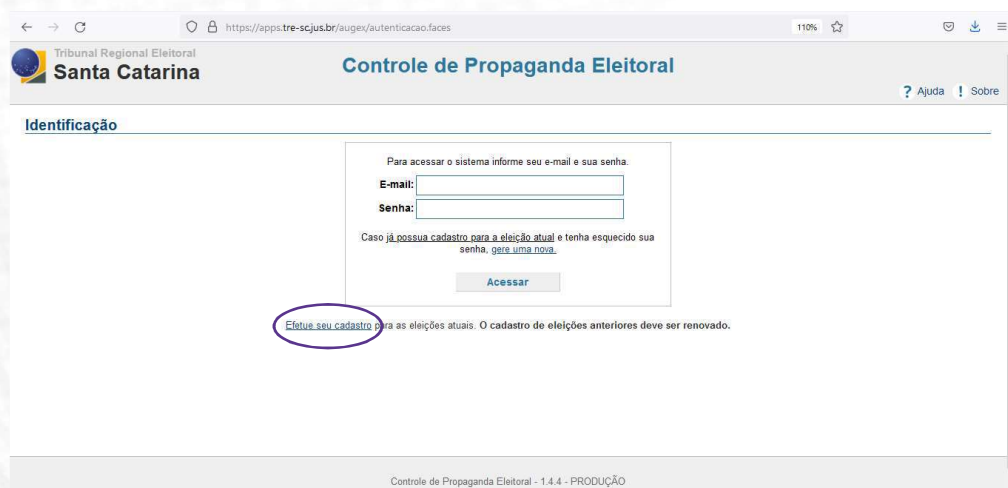 https://apps.tre-sc.jus.br/augex/autenticacao.faces
110%
Tribunal Regional Eleitoral
Santa Catarina
Controle de Propaganda Eleitoral
? Ajuda ! Sobre
Identificação
Para acessar o sistema informe seu e-mail e sua senha.
E-mail:
Senha:
Caso já possua cadastro para a eleição atual e tenha esquecido sua
senha, gere uma nova.
Acessar
Efetue seu cadastro para as eleições atuais. O cadastro de eleições anteriores deve ser renovado.
Controle de Propaganda Eleitoral - 1.4.4 - PRODUÇÃO